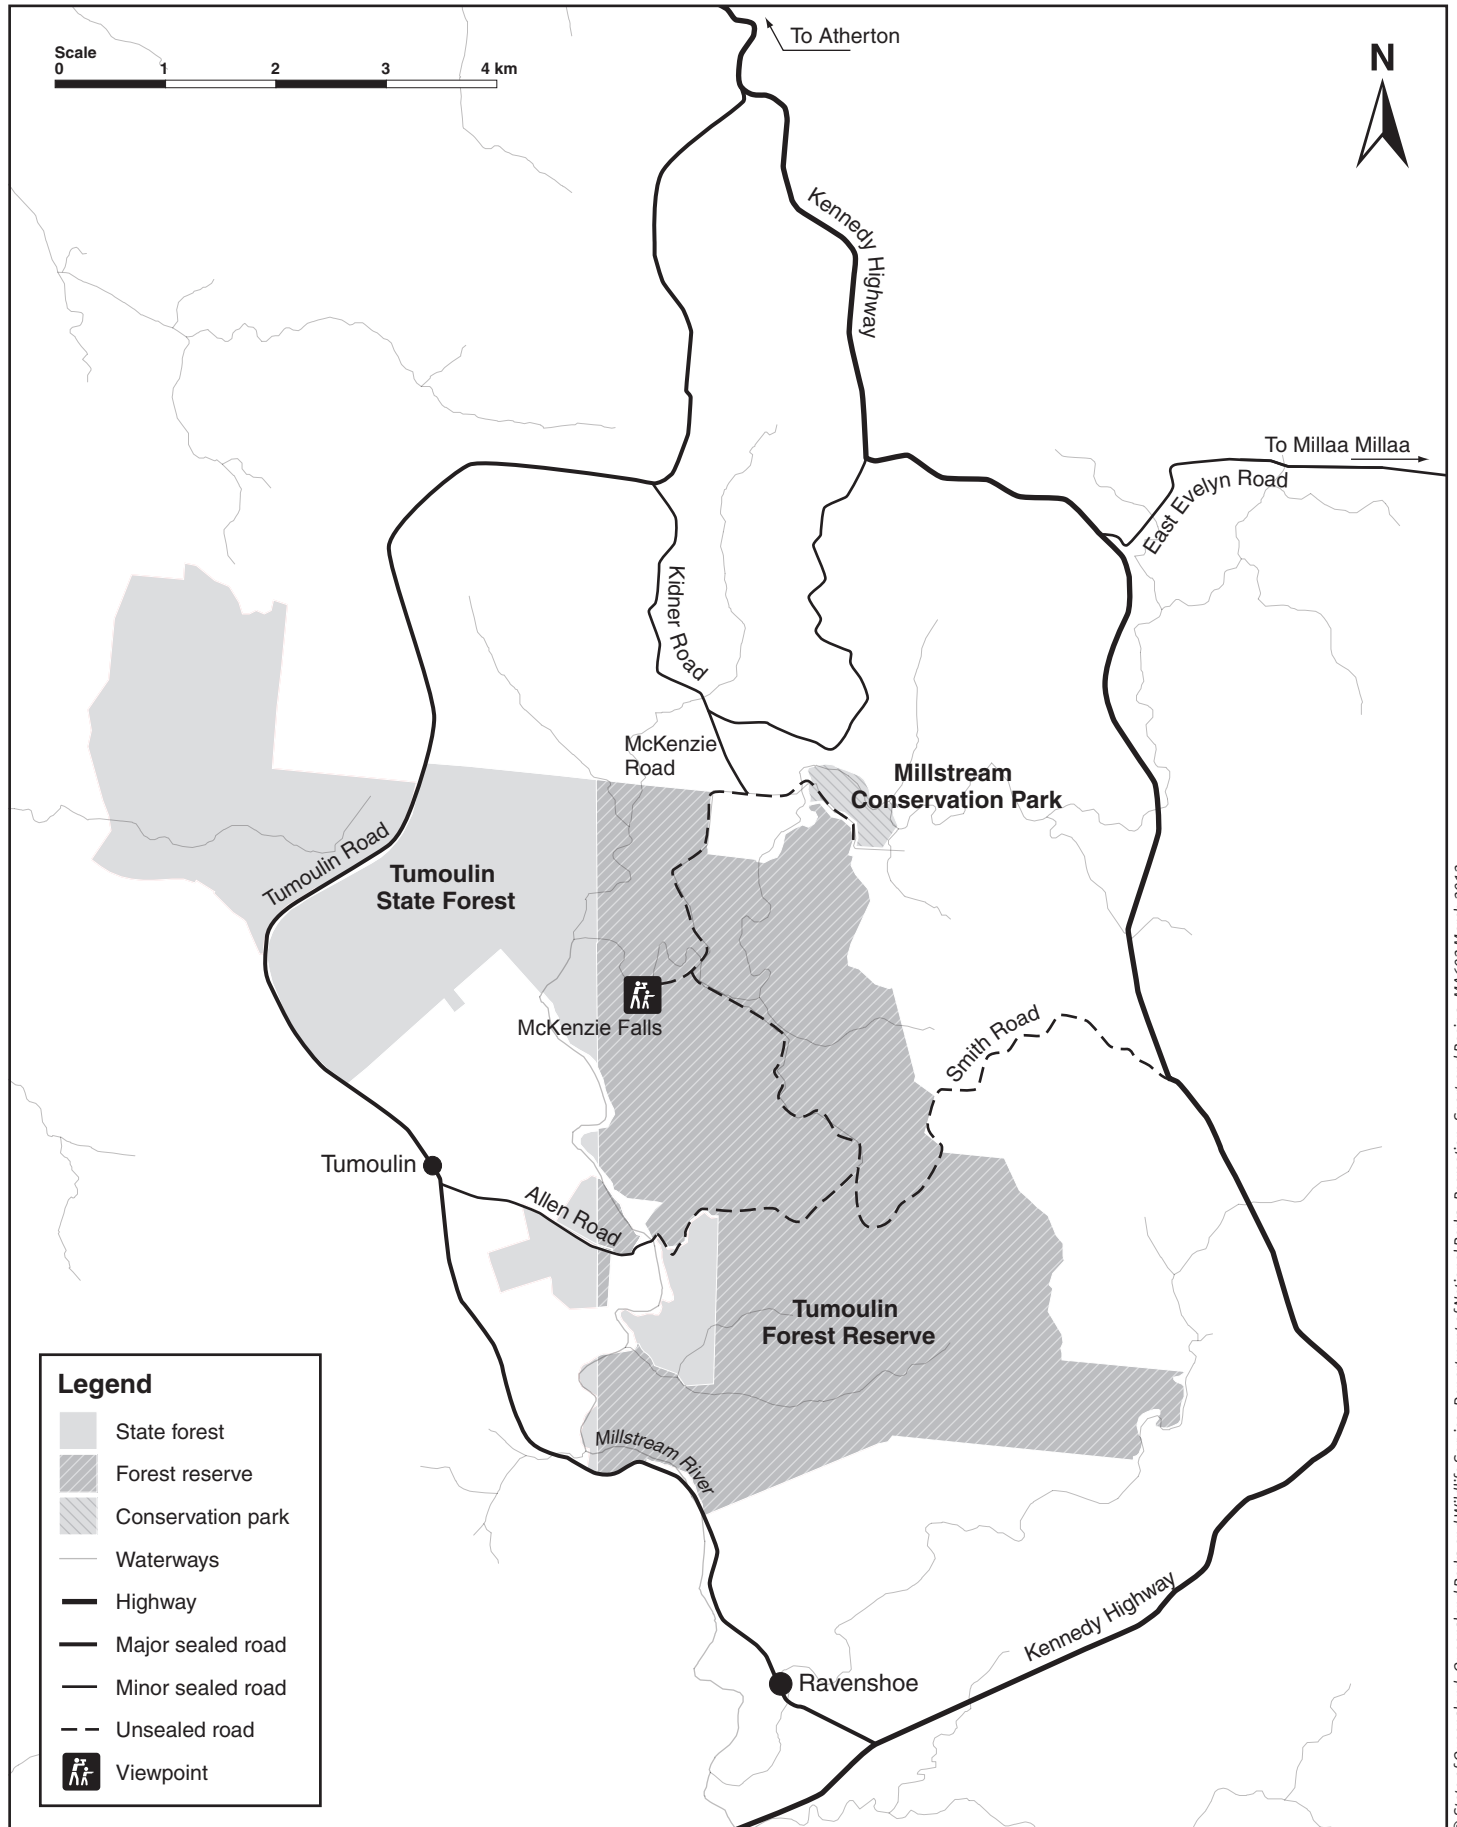 To Atherton
Scale
0 1 2 3 4 km
N
Kennedy Highway
To Millaa Millaa
East Evelyn Road
Kidner Road
McKenzie
Road
Millstream
Conservation Park
Tumoulin Road
Tumoulin
State Forest
McKenzie Falls
Smith Road
Tumoulin
Allen Road
Tumoulin
Forest Reserve
Millstream River
Legend
State forest
Forest reserve
Conservation park
Waterways
Highway
Major sealed road
Minor sealed road
Unsealed road
Viewpoint
Kennedy Highway
Ravenshoe